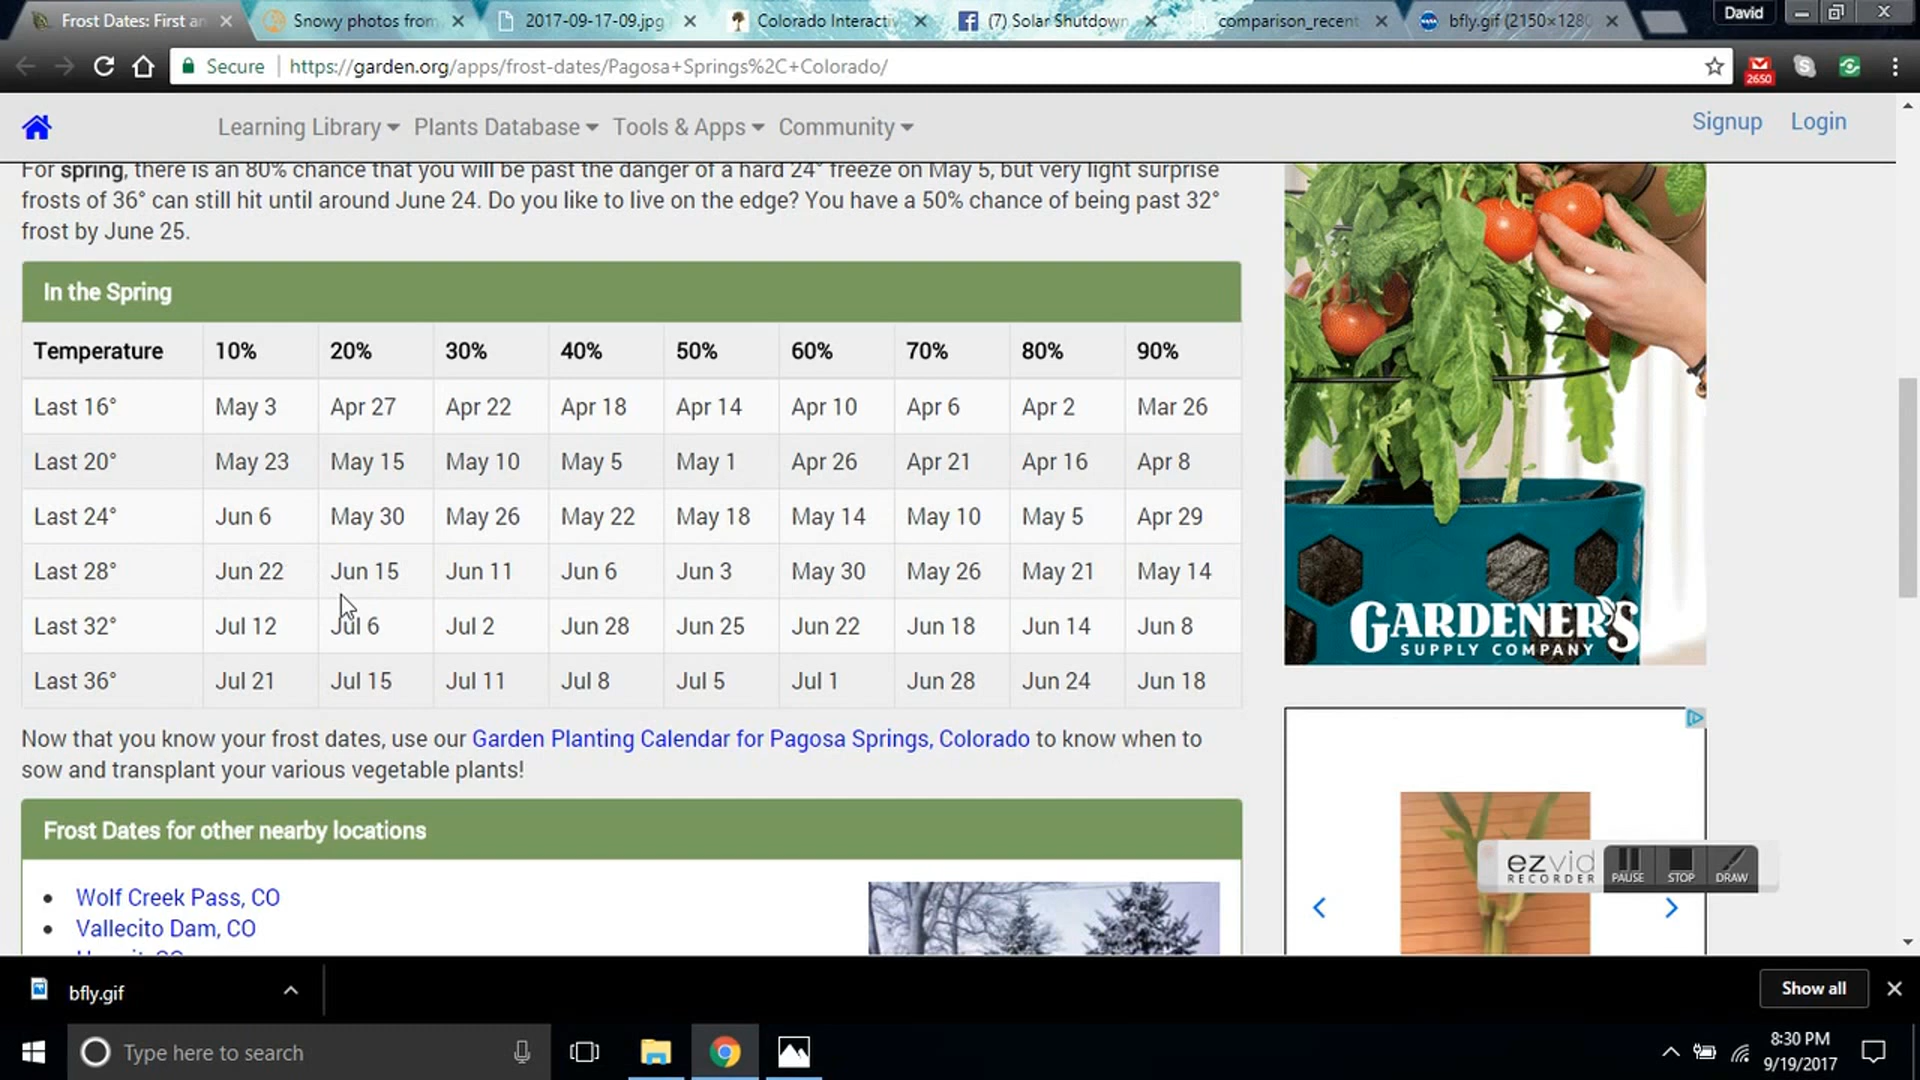 Frost Dates: First an
Snowy photos from
2017-09-17-09.jpg
Colorado Interactiv
(7) Solar Shutdown
comparison_recent
bfly.gif (2150×1280
David
Secure
https://garden.org/apps/frost-dates/Pagosa+Springs%2C+Colorado/
2650
Learning Library Plants Database Tools & Apps Community
Signup Login
For spring, there is an 80% chance that you will be past the danger of a hard 24° freeze on May 5, but very light surprise
frosts of 36° can still hit until around June 24. Do you like to live on the edge? You have a 50% chance of being past 32°
frost by June 25.
In the Spring
Temperature 10% 20% 30% 40% 50% 60% 70% 80% 90%
Last 16° May 3 Apr 27 Apr 22 Apr 18 Apr 14 Apr 10 Apr 6 Apr 2 Mar 26
Last 20° May 23 May 15 May 10 May 5 May 1 Apr 26 Apr 21 Apr 16 Apr 8
Last 24° Jun 6 May 30 May 26 May 22 May 18 May 14 May 10 May 5 Apr 29
Last 28° Jun 22 Jun 15 Jun 11 Jun 6 Jun 3 May 30 May 26 May 21 May 14
Last 32° Jul 12 Jul 6 Jul 2 Jun 28 Jun 25 Jun 22 Jun 18 Jun 14 Jun 8
Last 36° Jul 21 Jul 15 Jul 11 Jul 8 Jul 5 Jul 1 Jun 28 Jun 24 Jun 18
GARDENER'S
SUPPLY COMPANY
Now that you know your frost dates, use our Garden Planting Calendar for Pagosa Springs, Colorado to know when to
sow and transplant your various vegetable plants!
Frost Dates for other nearby locations
Wolf Creek Pass, CO
Vallecito Dam, CO
ezvid
RECORDER
PAUSE STOP DRAW
bfly.gif
Show all
Type here to search
8:30 PM
9/19/2017